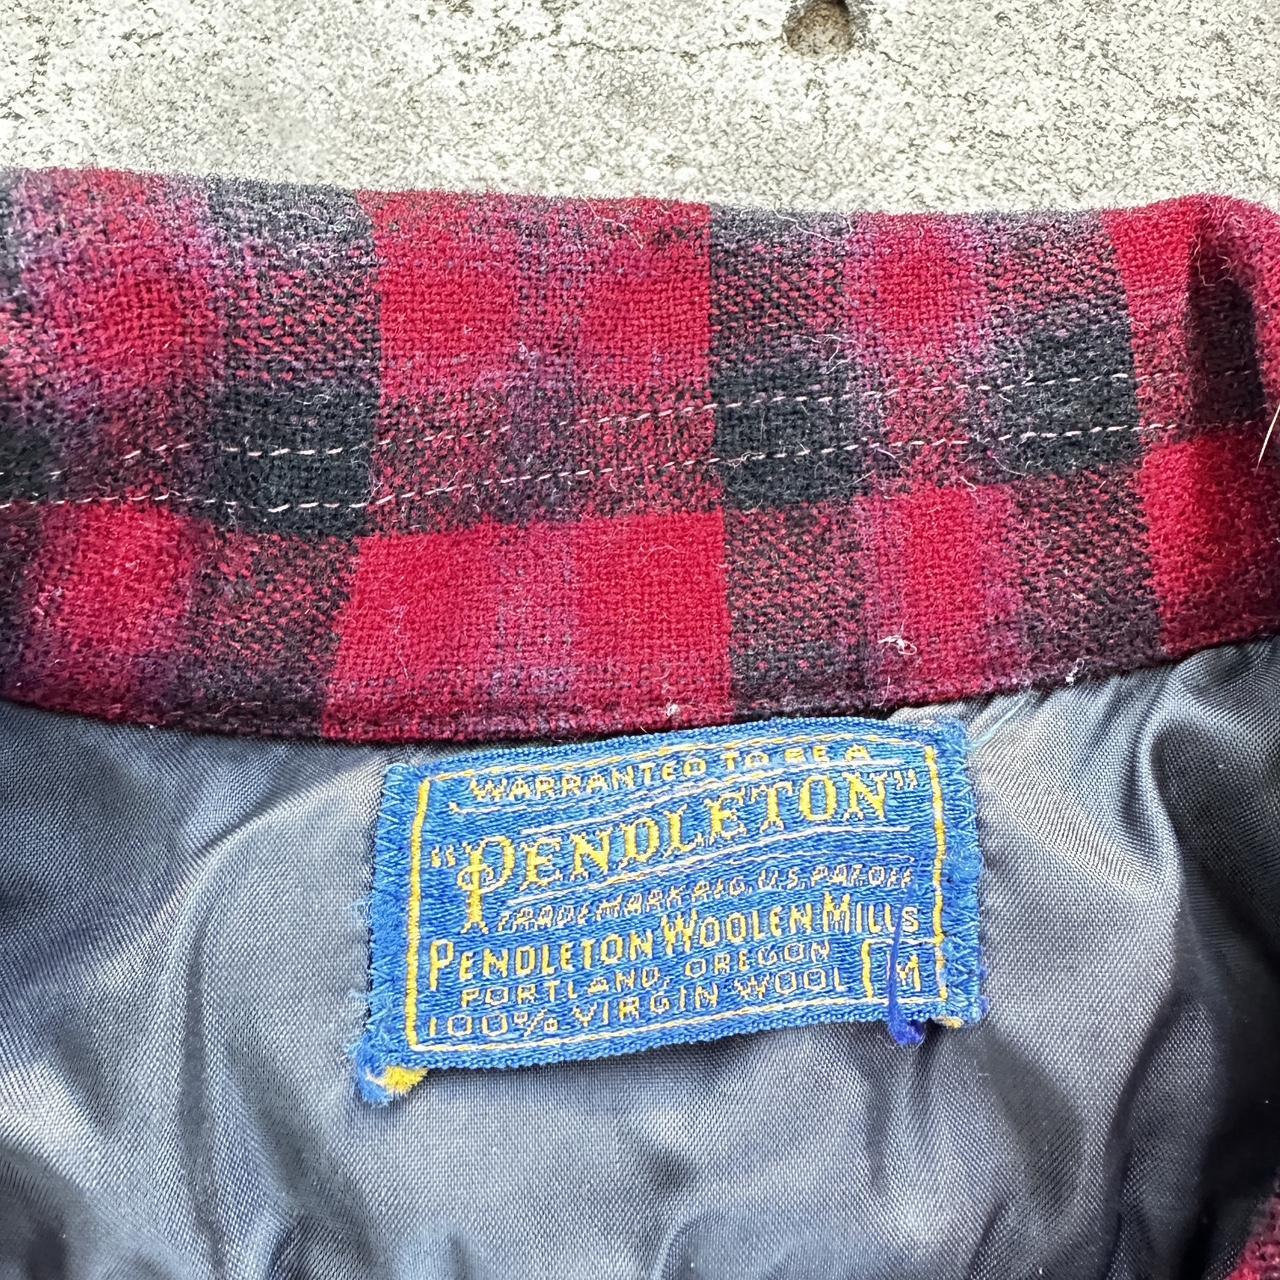 WARRANTED TO BE A
"PENDLETON"
TRADE MARK REG. U.S. PAT. OFF.
PENDLETON WOOLEN MILLS
PORTLAND, OREGON
100% VIRGIN WOOL M